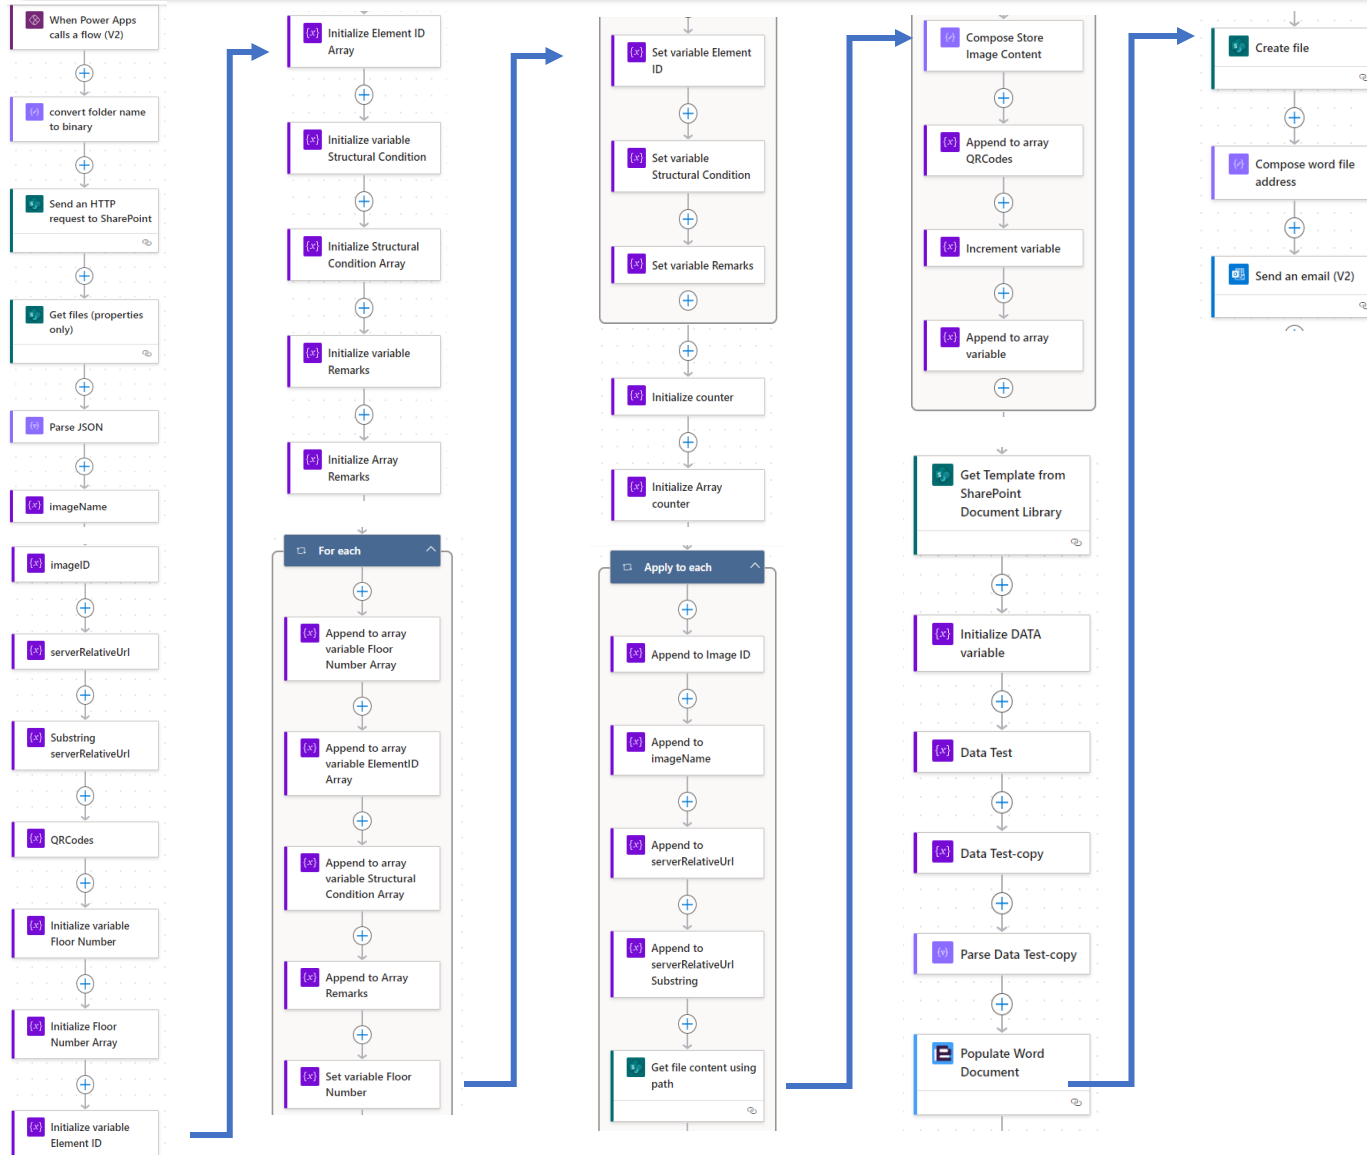 When Power Apps
calls a flow (V2)
convert folder name
to binary
Send an HTTP
request to SharePoint
Get files (properties
only)
Parse JSON
imageName
imageID
serverRelativeUrl
Substring
serverRelativeUrl
QRCodes
Initialize variable
Floor Number
Initialize Floor
Number Array
Initialize variable
Element ID
Initialize Element ID
Array
Initialize variable
Structural Condition
Initialize Structural
Condition Array
Initialize variable
Remarks
Initialize Array
Remarks
For each
Append to array
variable Floor
Number Array
Append to array
variable ElementID
Array
Append to array
variable Structural
Condition Array
Append to Array
Remarks
Set variable Floor
Number
Set variable Element
ID
Set variable
Structural Condition
Set variable Remarks
Initialize counter
Initialize Array
counter
Apply to each
Append to Image ID
Append to
imageName
Append to
serverRelativeUrl
Append to
serverRelativeUrl
Substring
Get file content using
path
Compose Store
Image Content
Append to array
QRCodes
Increment variable
Append to array
variable
Get Template from
SharePoint
Document Library
Initialize DATA
variable
Data Test
Data Test-copy
Parse Data Test-copy
Populate Word
Document
Create file
Compose word file
address
Send an email (V2)